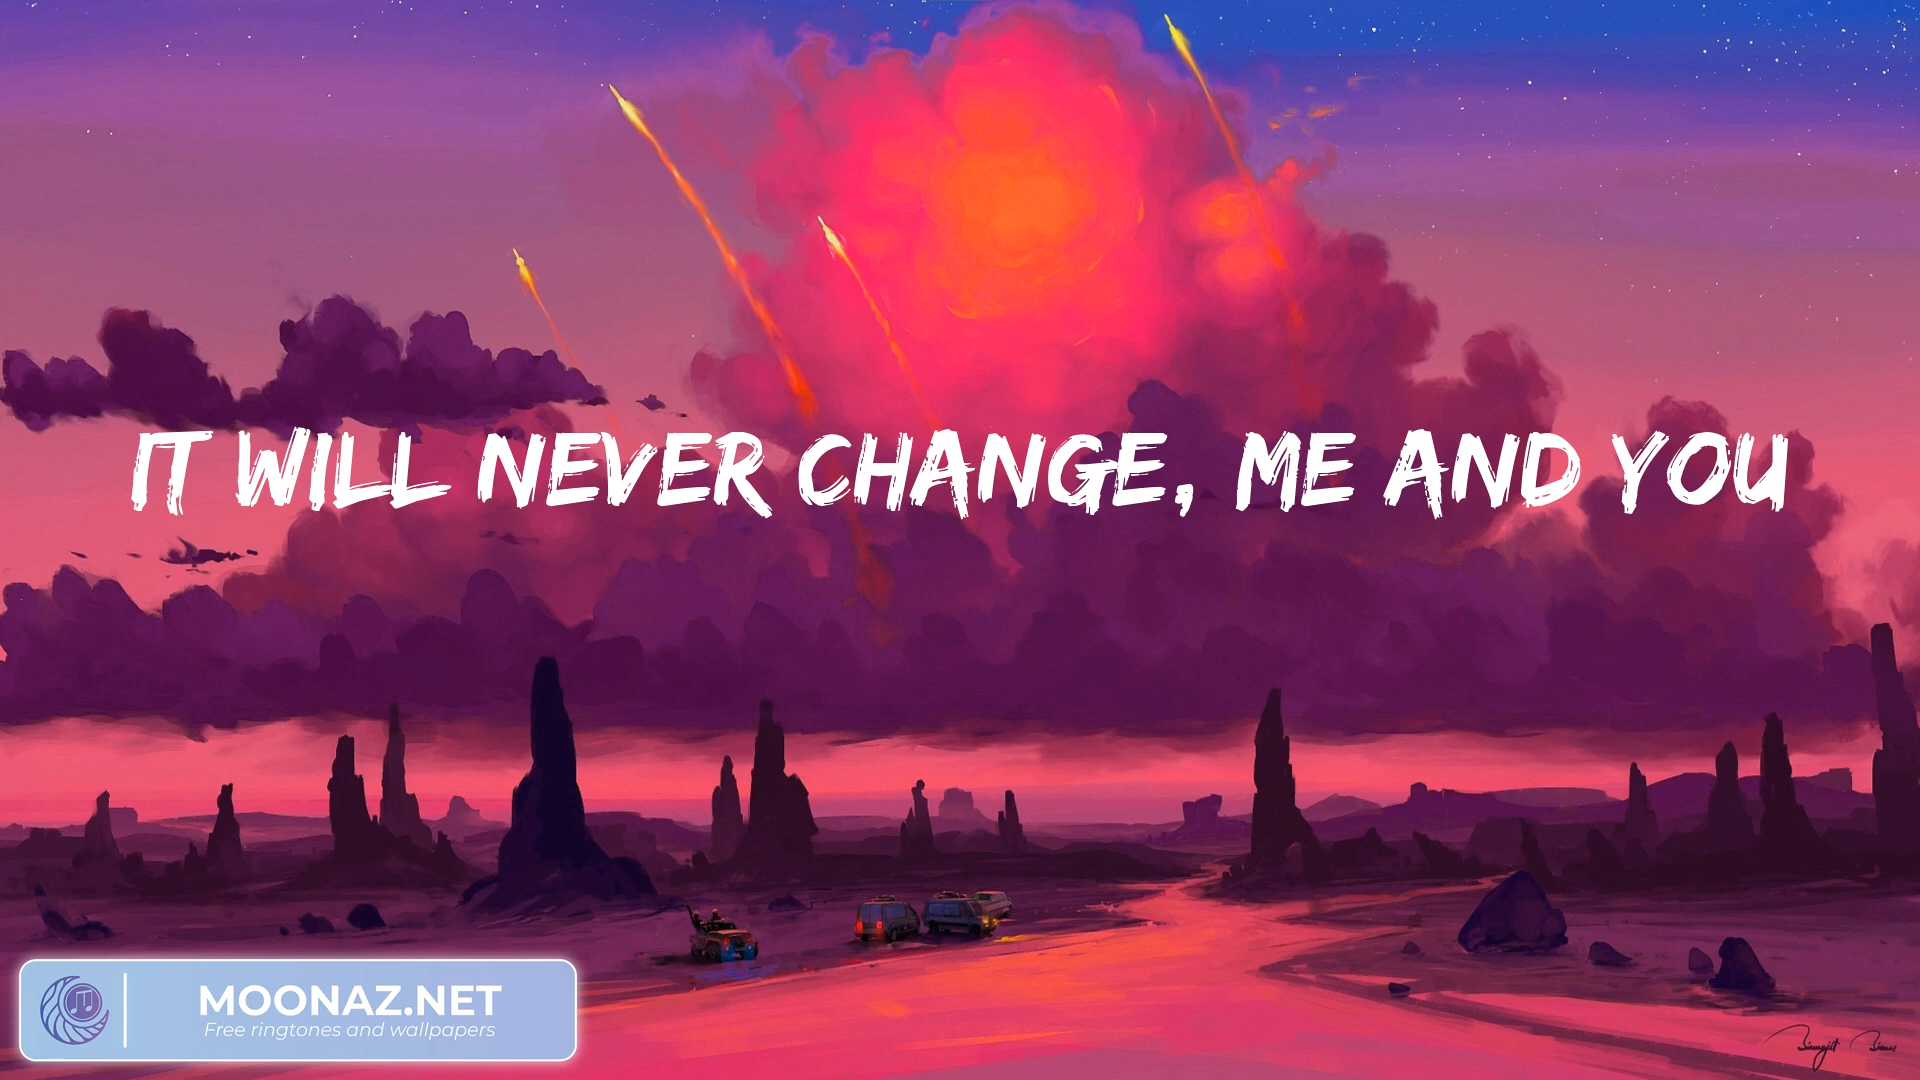 IT WILL NEVER CHANGE, ME AND YOU
MOONAZ.NET
Free ringtones and wallpapers